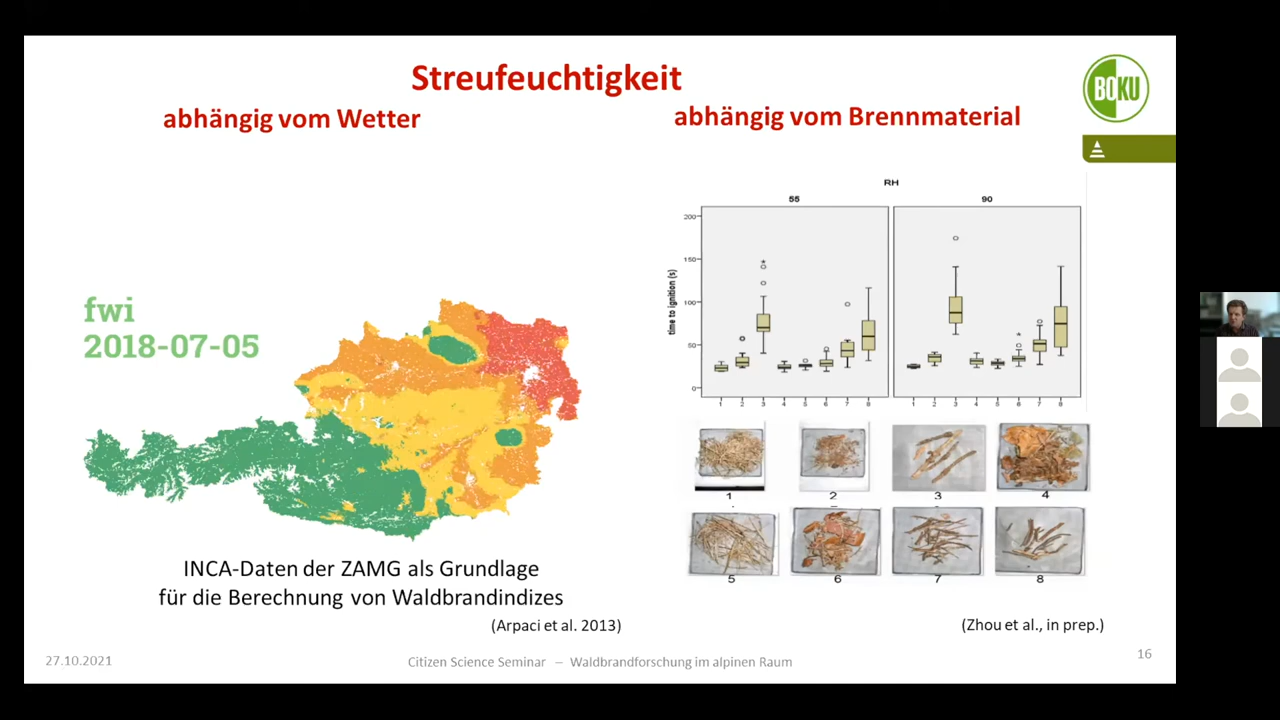 Streufeuchtigkeit
abhängig vom Wetter
abhängig vom Brennmaterial
BOKU
fwi
2018-07-05
INCA-Daten der ZAMG als Grundlage
für die Berechnung von Waldbrandindizes
(Arpaci et al. 2013)
RH
55
90
time to ignition (s)
200
150
100
50
0
1 2 3 4 5 6 7 8
1 2 3 4 5 6 7 8
1 2 3 4
5 6 7 8
(Zhou et al., in prep.)
27.10.2021
Citizen Science Seminar – Waldbrandforschung im alpinen Raum
16